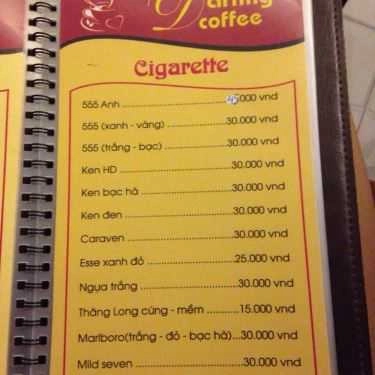 Darling
coffee
Cigarette
555 Anh ........................000 vnd
555 (xanh - vàng) ................30.000 vnd
555 (trắng - bạc) ................30.000 vnd
Ken HD ............................30.000 vnd
Ken bạc hà .......................30.000 vnd
Ken đen ...........................30.000 vnd
Caraven ...........................30.000 vnd
Esse xanh đỏ .....................25.000 vnd
Ngựa trắng .......................30.000 vnd
Thăng Long cứng - mềm .........15.000 vnd
Marlboro(trắng - đỏ - bạc hà)...30.000 vnd
Mild seven ........................30.000 vnd